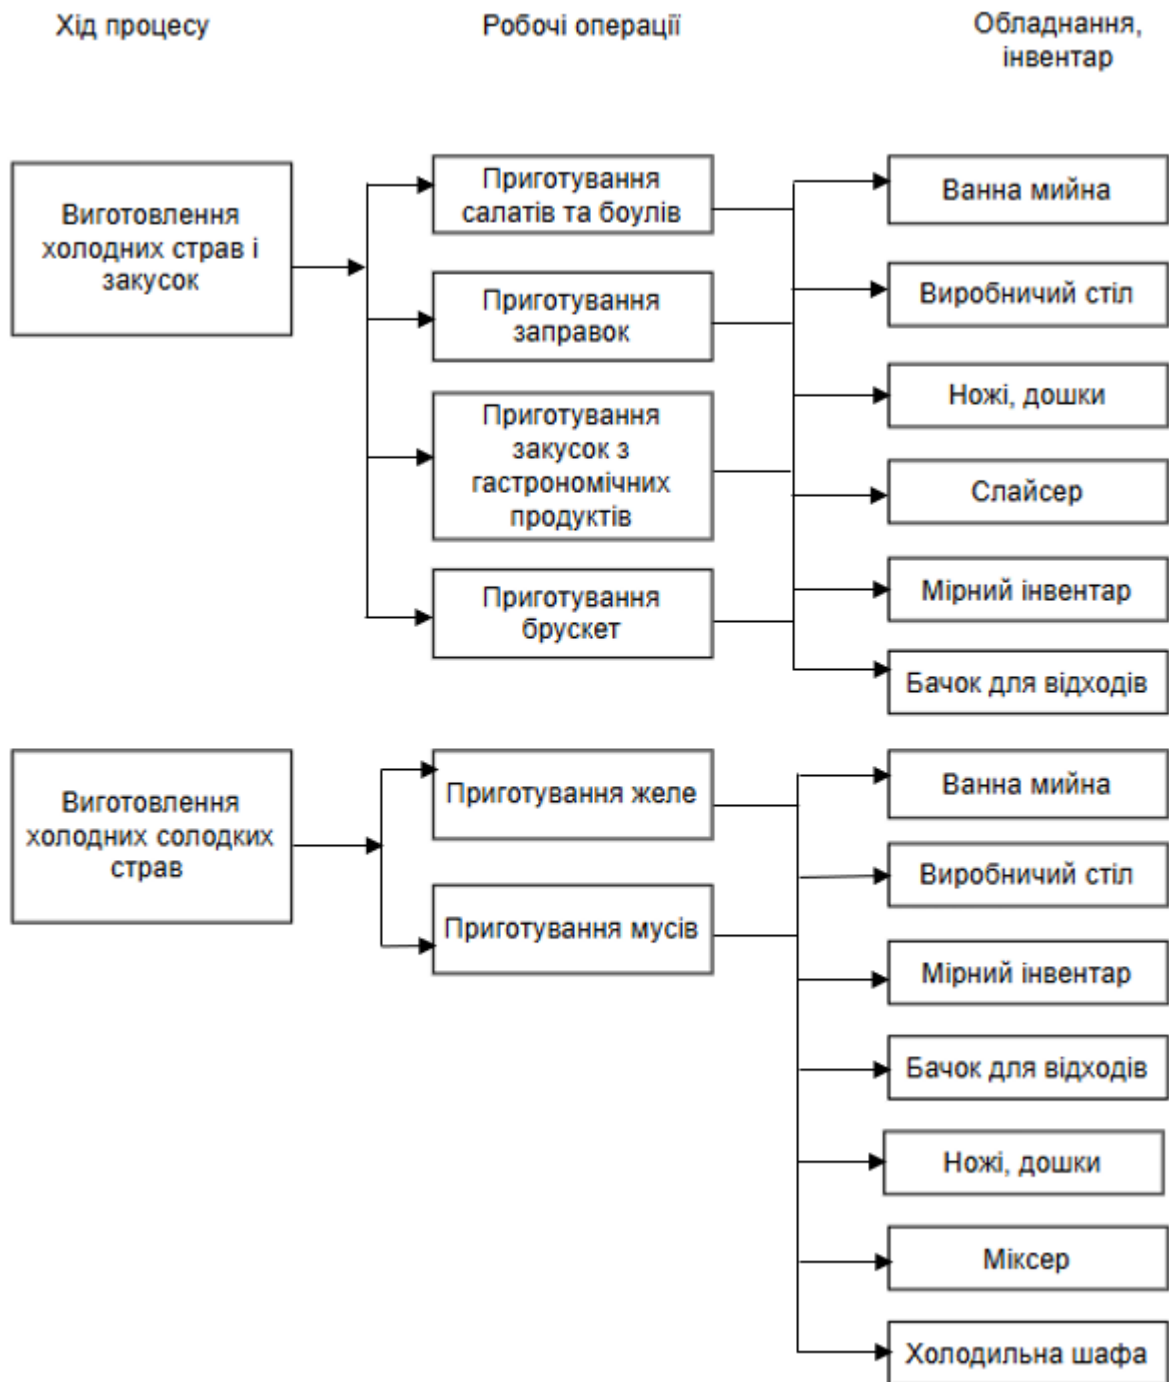 Хід процесу
Робочі операції
Обладнання,
інвентар
Виготовлення
холодних страв і
закусок
Приготування
салатів та боулів
Приготування
заправок
Приготування
закусок з
гастрономічних
продуктів
Приготування
брускет
Ванна мийна
Виробничий стіл
Ножі, дошки
Слайсер
Мірний інвентар
Бачок для відходів
Виготовлення
холодних солодких
страв
Приготування желе
Приготування мусів
Ванна мийна
Виробничий стіл
Мірний інвентар
Бачок для відходів
Ножі, дошки
Міксер
Холодильна шафа